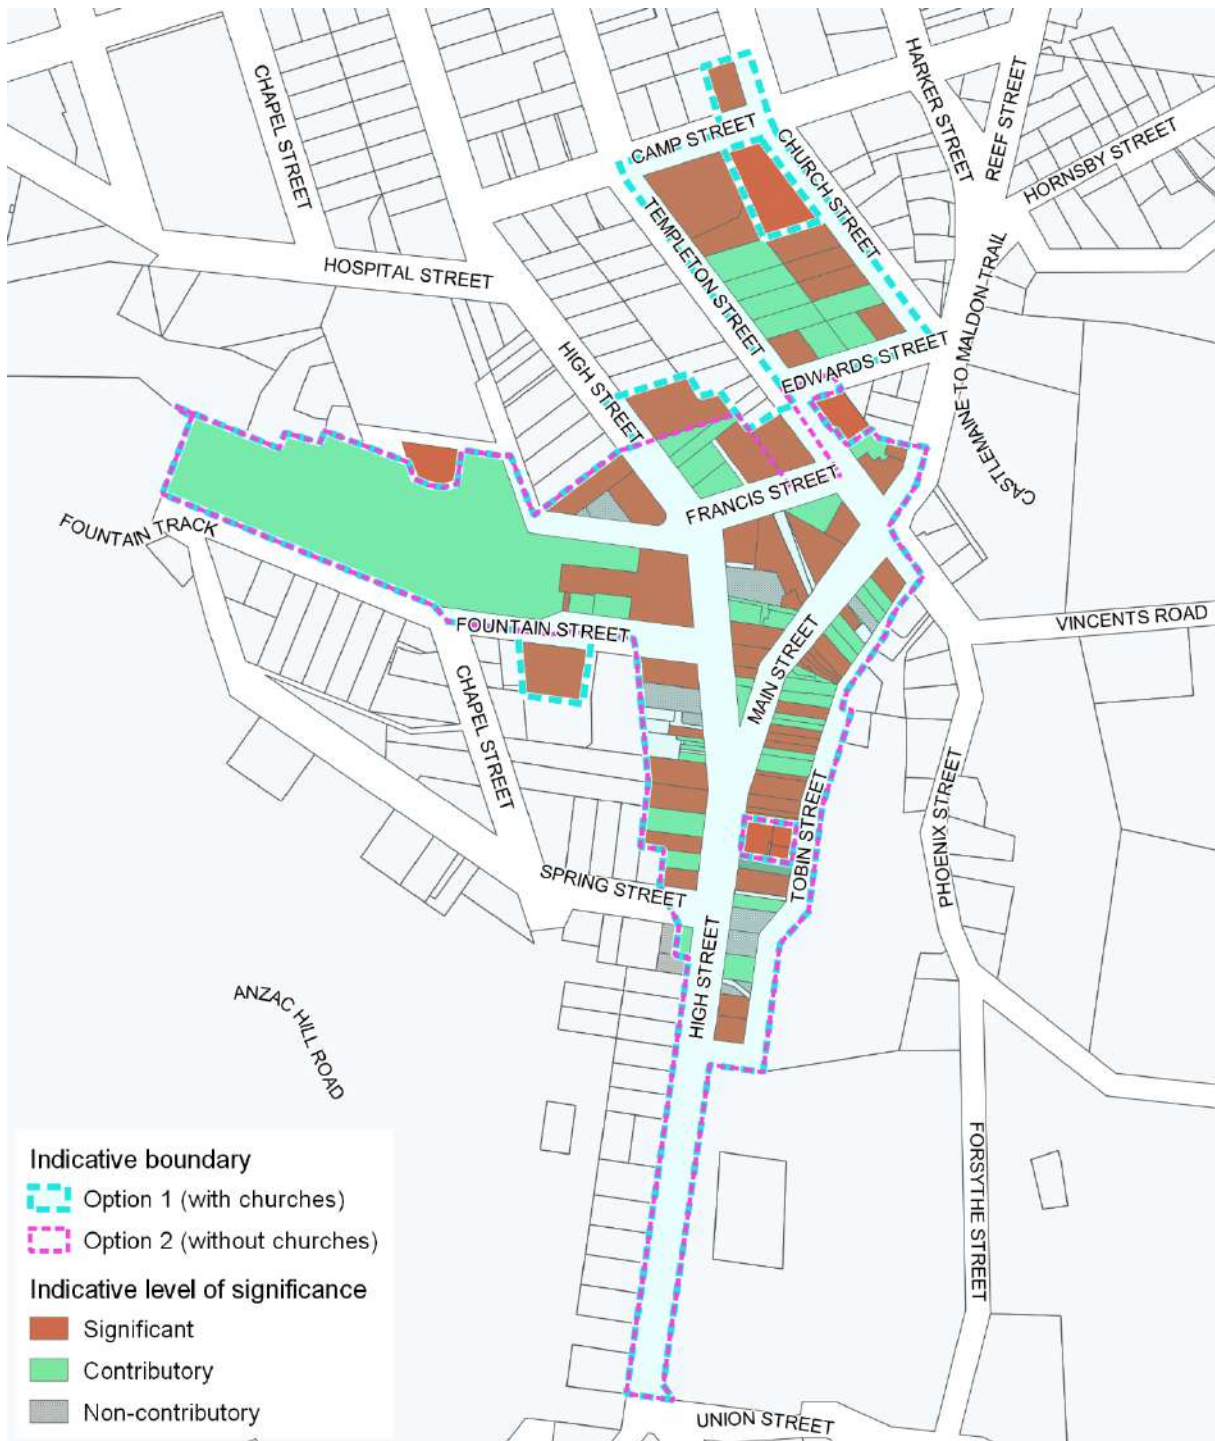 CHAPEL STREET
HARKER STREET
REEF STREET
HORNSBY STREET
CAMP STREET
CHURCH STREET
TEMPLETON STREET
HOSPITAL STREET
HIGH STREET
EDWARDS STREET
CASTLEMAINE TO MALDON TRAIL
FRANCIS STREET
FOUNTAIN TRACK
FOUNTAIN STREET
VINCENTS ROAD
MAIN STREET
CHAPEL STREET
PHOENIX STREET
TOBIN STREET
SPRING STREET
HIGH STREET
ANZAC HILL ROAD
FORSYTHE STREET
UNION STREET
Indicative boundary
Option 1 (with churches)
Option 2 (without churches)
Indicative level of significance
Significant
Contributory
Non-contributory